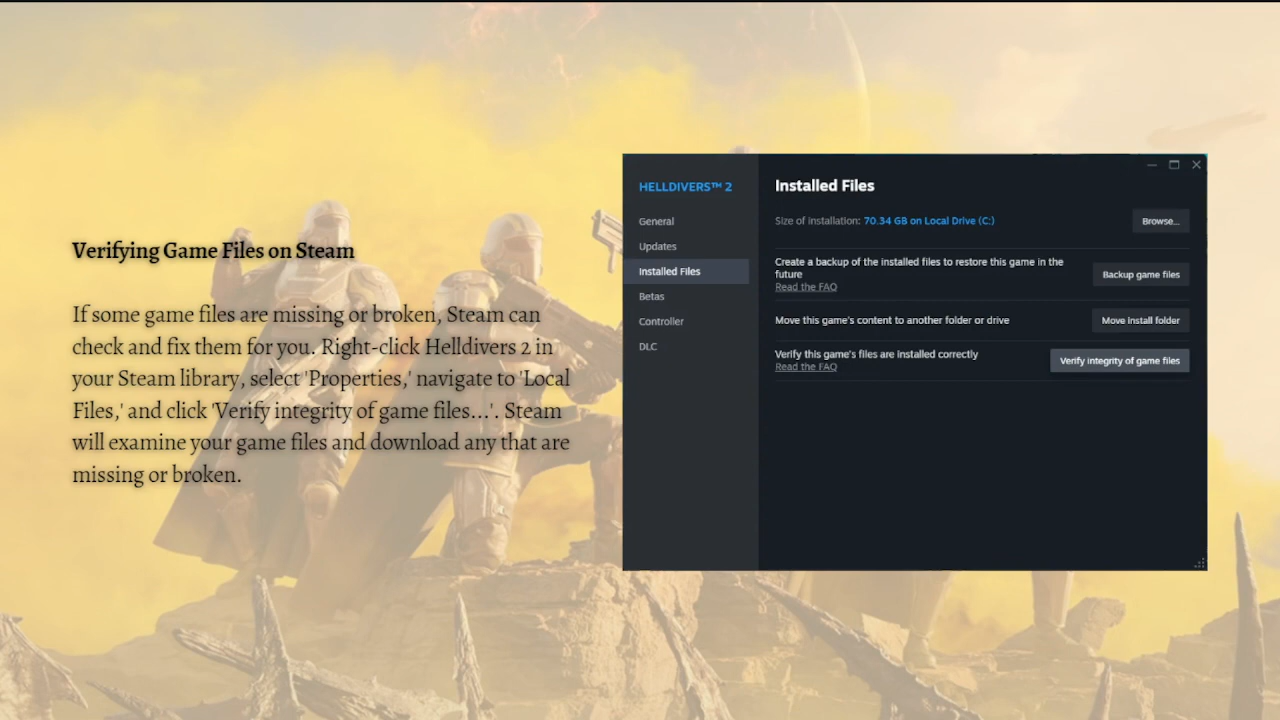 Verifying Game Files on Steam
If some game files are missing or broken, Steam can
check and fix them for you. Right-click Helldivers 2 in
your Steam library, select 'Properties,' navigate to 'Local
Files,' and click 'Verify integrity of game files...'. Steam
will examine your game files and download any that are
missing or broken.
HELLDIVERS™ 2
General
Updates
Installed Files
Betas
Controller
DLC
Installed Files
Size of installation: 70.34 GB on Local Drive (C:)
Browse...
Create a backup of the installed files to restore this game in the
future
Read the FAQ
Backup game files
Move this game's content to another folder or drive
Move install folder
Verify this game's files are installed correctly
Read the FAQ
Verify integrity of game files